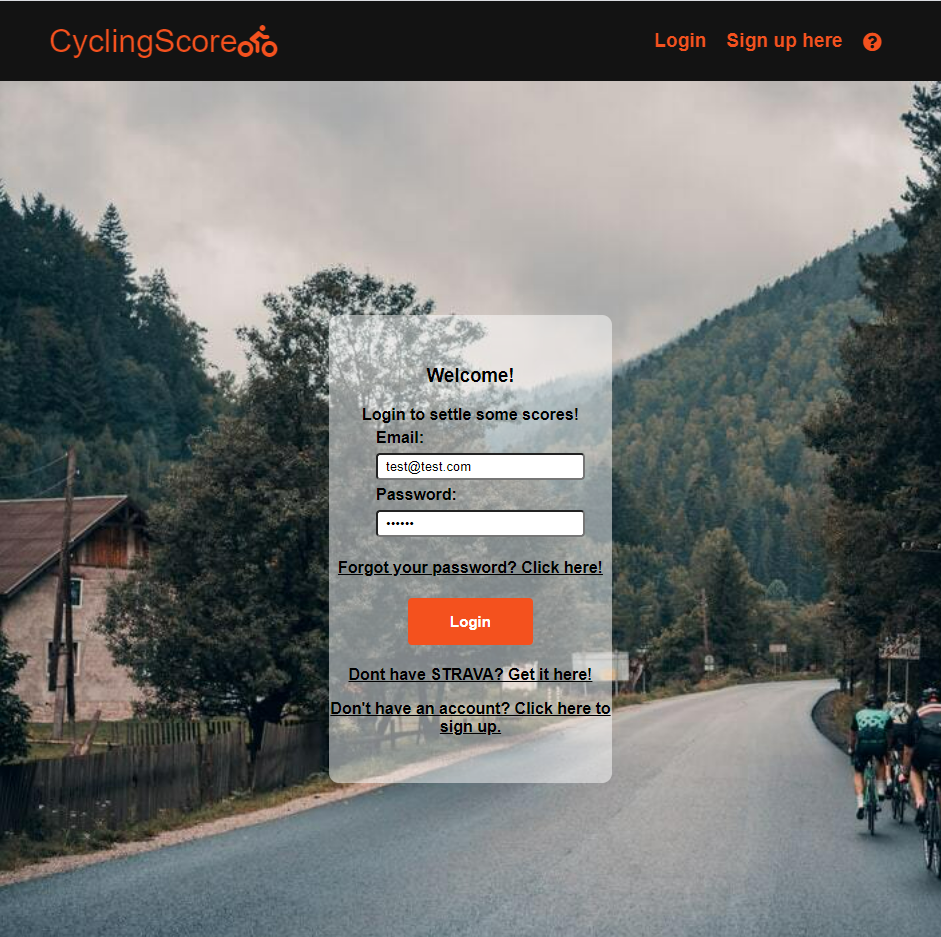 CyclingScore
Login Sign up here ?
Welcome!
Login to settle some scores!
Email:
test@test.com
Password:
••••••
Forgot your password? Click here!
Login
Dont have STRAVA? Get it here!
Don't have an account? Click here to
sign up.